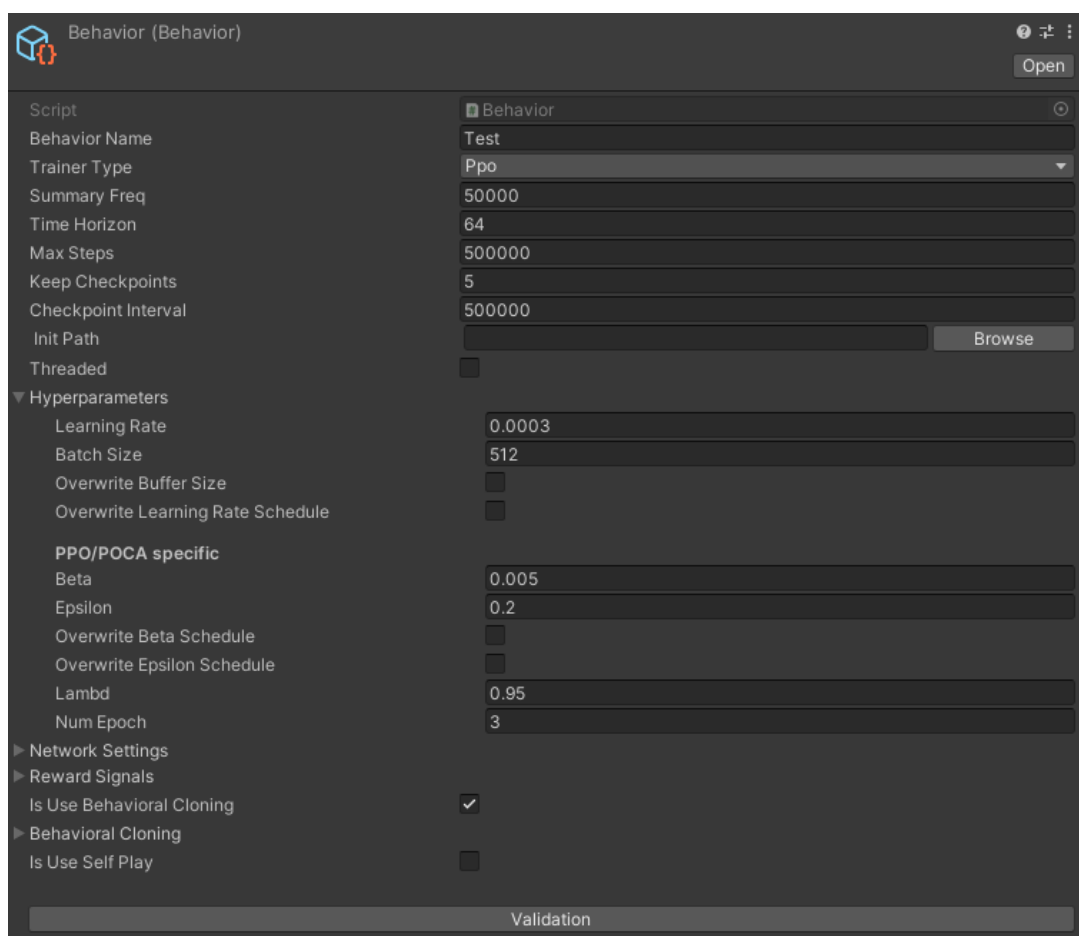 Behavior (Behavior)
Open
Script Behavior
Behavior Name Test
Trainer Type Ppo
Summary Freq 50000
Time Horizon 64
Max Steps 500000
Keep Checkpoints 5
Checkpoint Interval 500000
Init Path Browse
Threaded
Hyperparameters
Learning Rate 0.0003
Batch Size 512
Overwrite Buffer Size
Overwrite Learning Rate Schedule
PPO/POCA specific
Beta 0.005
Epsilon 0.2
Overwrite Beta Schedule
Overwrite Epsilon Schedule
Lambd 0.95
Num Epoch 3
Network Settings
Reward Signals
Is Use Behavioral Cloning
Behavioral Cloning
Is Use Self Play
Validation